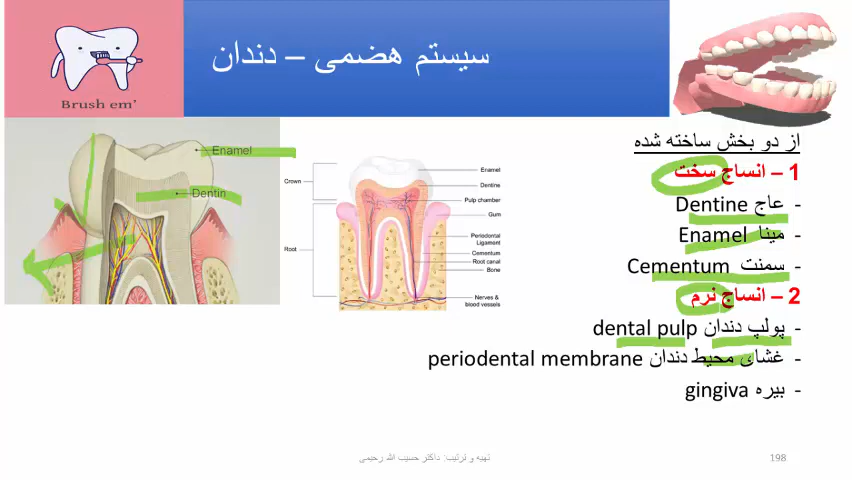 Brush em'
سیستم هضمی – دندان
Enamel
Dentin
Crown
Root
Enamel
Dentine
Pulp chamber
Gum
Periodontal
Ligament
Cementum
Root canal
Bone
Nerves &
blood vessels
از دو بخش ساخته شده
1 – انساج سخت
- عاج Dentine
- مینا Enamel
- سمنت Cementum
2 – انساج نرم
- پولپ دندان dental pulp
- غشای محیط دندان periodental membrane
- بیره gingiva
تهیه و ترتیب: داکتر حسیب الله رحیمی
198